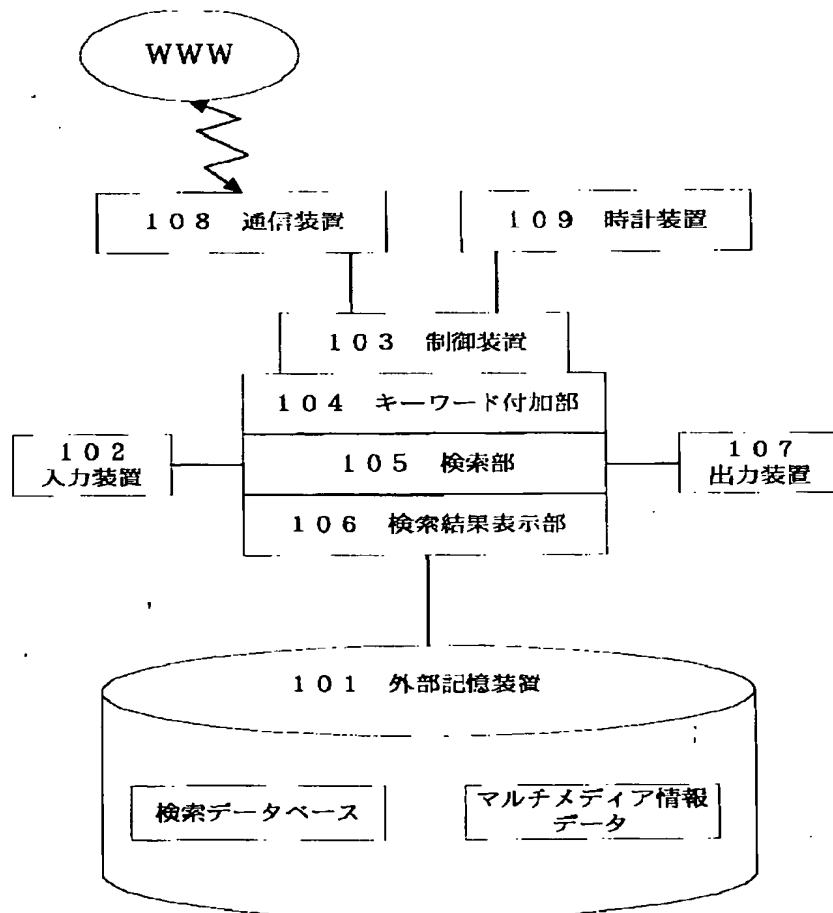 WWW
１０８　通信装置
１０９　時計装置
１０３　制御装置
１０４　キーワード付加部
１０２
入力装置
１０５　検索部
１０７
出力装置
１０６　検索結果表示部
１０１　外部記憶装置
検索データベース
マルチメディア情報
データ